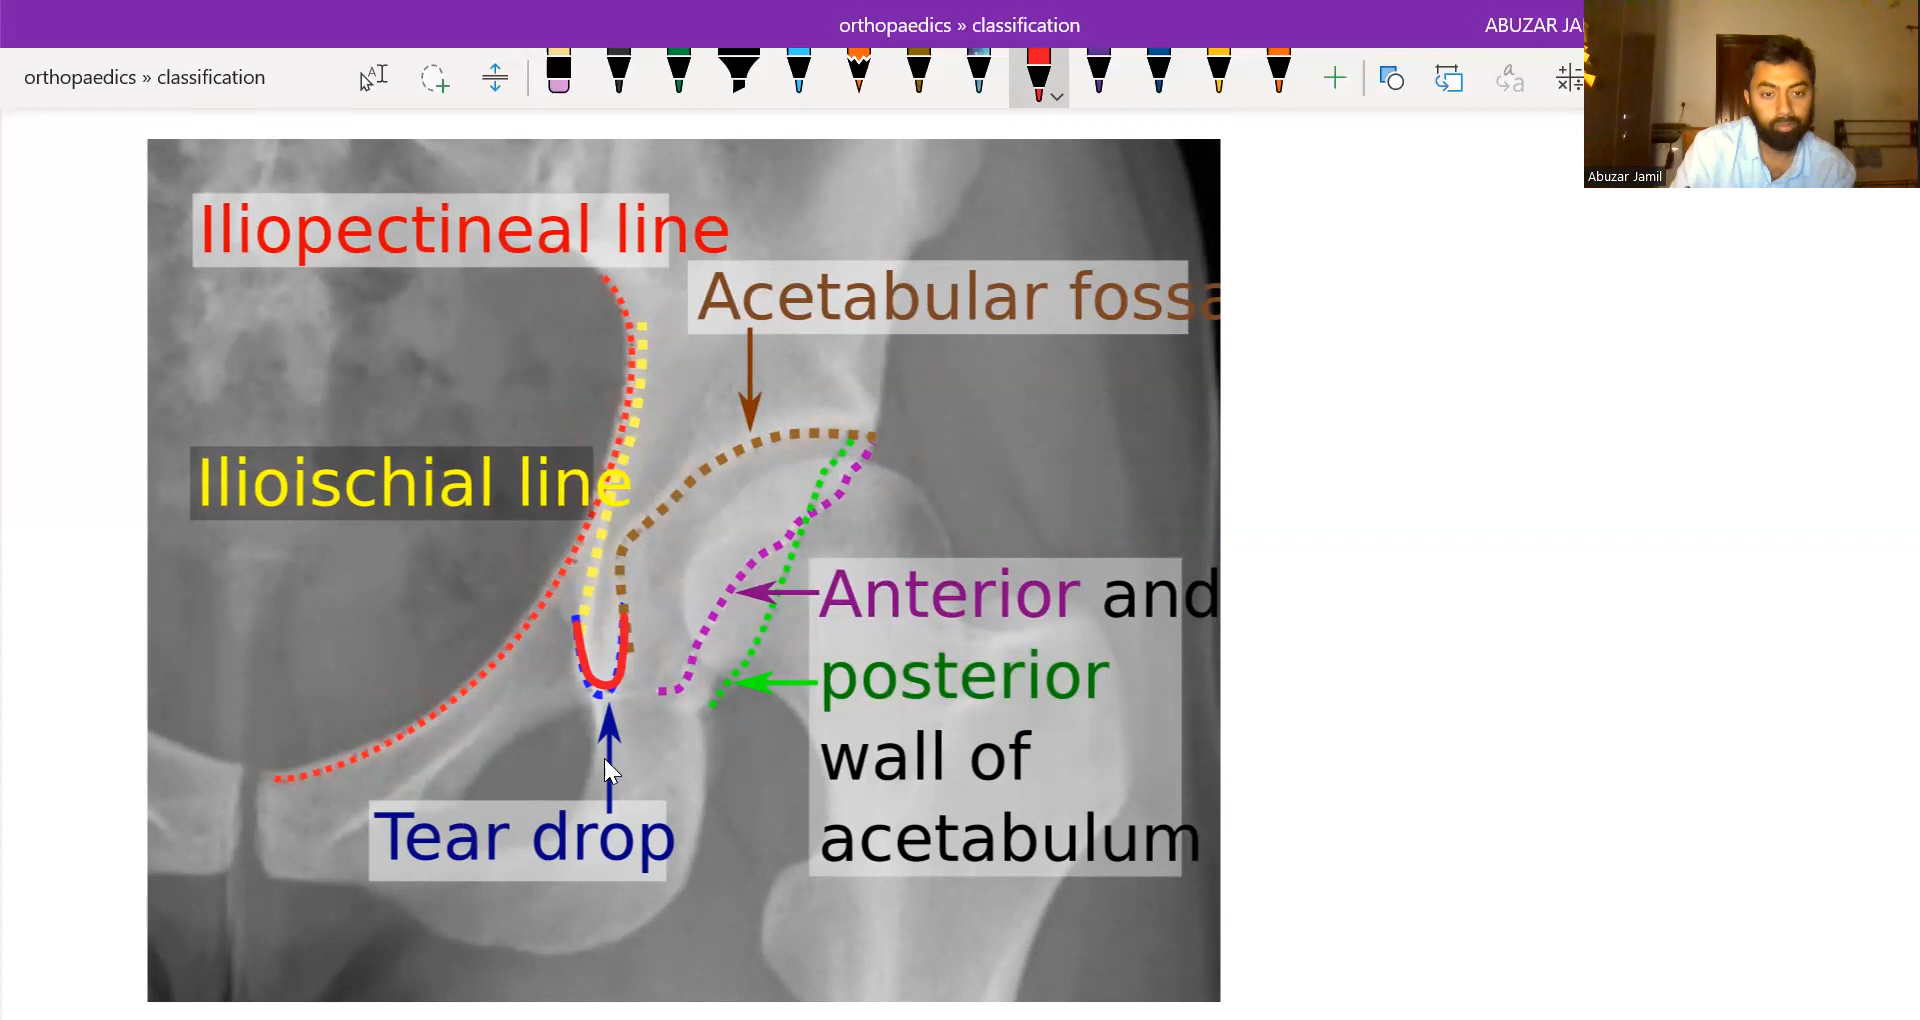 orthopaedics » classification
ABUZAR JA
orthopaedics » classification
Abuzar Jamil
Iliopectineal line
Acetabular fossa
Ilioischial line
Anterior and
posterior
wall of
acetabulum
Tear drop